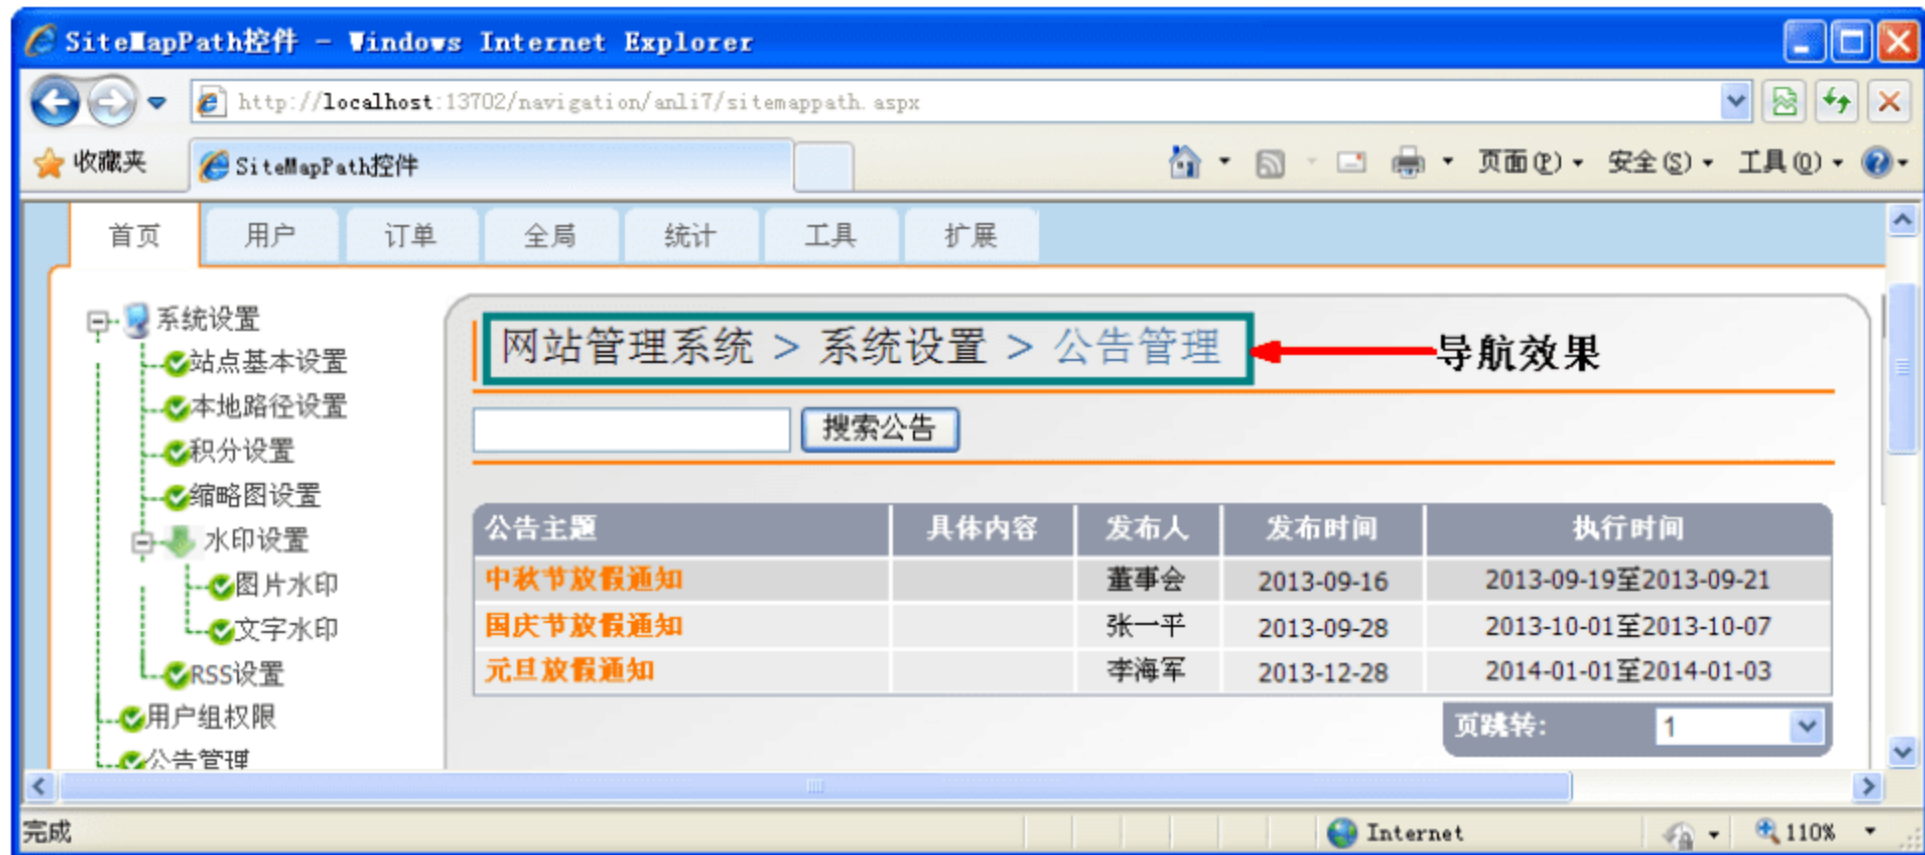 SiteMapPath控件 - Windows Internet Explorer
http://localhost:13702/navigation/anli7/sitemappath.aspx
收藏夹 SiteMapPath控件 页面(P) 安全(S) 工具(O)
首页 用户 订单 全局 统计 工具 扩展
系统设置
站点基本设置
本地路径设置
积分设置
缩略图设置
水印设置
图片水印
文字水印
RSS设置
用户组权限
公告管理
网站管理系统 > 系统设置 > 公告管理 导航效果
搜索公告
公告主题 具体内容 发布人 发布时间 执行时间
中秋节放假通知 董事会 2013-09-16 2013-09-19至2013-09-21
国庆节放假通知 张一平 2013-09-28 2013-10-01至2013-10-07
元旦放假通知 李海军 2013-12-28 2014-01-01至2014-01-03
页跳转: 1
完成 Internet 110%